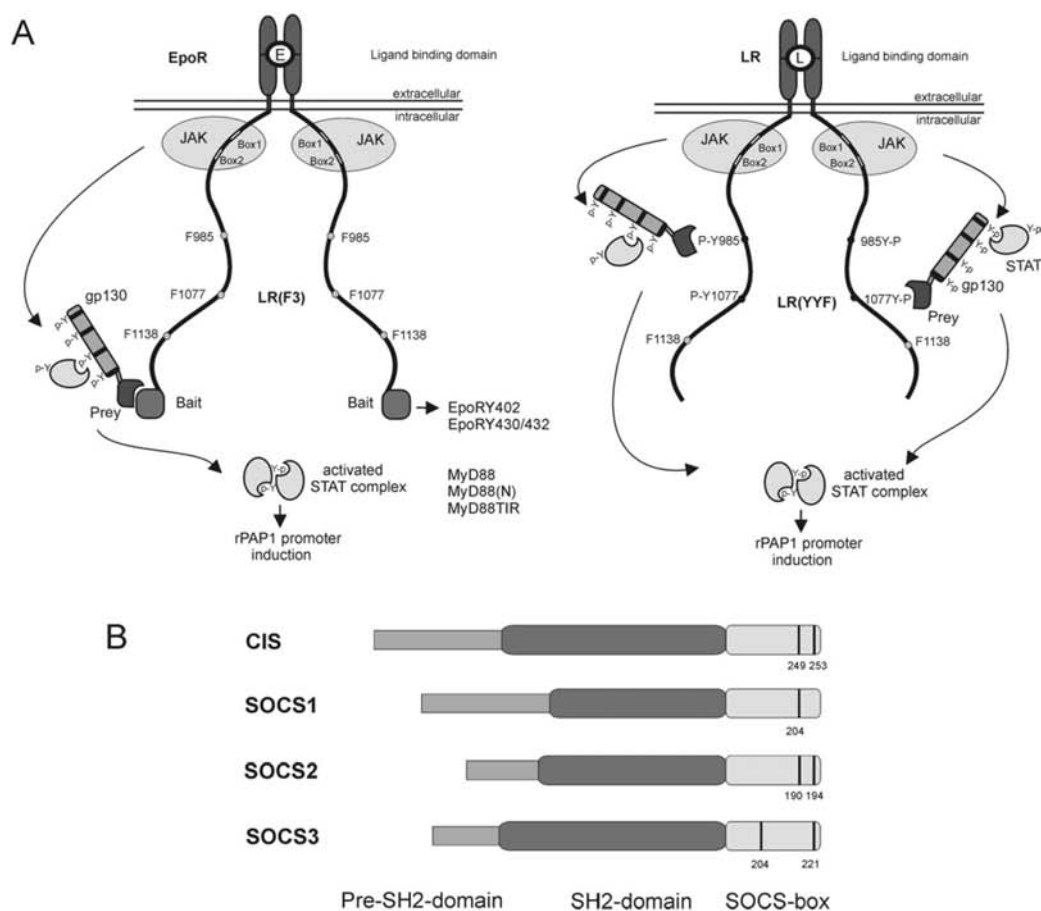 A
EpoR
E
Ligand binding domain
extracellular
intracellular
JAK
Box1
Box2
Box1
Box2
JAK
F985
F985
gp130
F1077
LR(F3)
F1077
F1138
F1138
P-Y
P-Y
P-Y
P-Y
P-Y
Prey
Bait
Bait
EpoRY402
EpoRY430/432
Y-p
p-Y
activated
STAT complex
MyD88
MyD88(N)
MyD88TIR
rPAP1 promoter
induction
LR
L
Ligand binding domain
extracellular
intracellular
JAK
Box1
Box2
Box1
Box2
JAK
P-Y
P-Y
P-Y
P-Y
P-Y
P-Y985
985Y-P
Y-P
Y-P
Y-P
Y-P
Y-p
STAT
gp130
P-Y1077
LR(YYF)
1077Y-P
Prey
F1138
F1138
Y-p
p-Y
activated
STAT complex
rPAP1 promoter
induction
B
CIS
249 253
SOCS1
204
SOCS2
190 194
SOCS3
204 221
Pre-SH2-domain SH2-domain SOCS-box